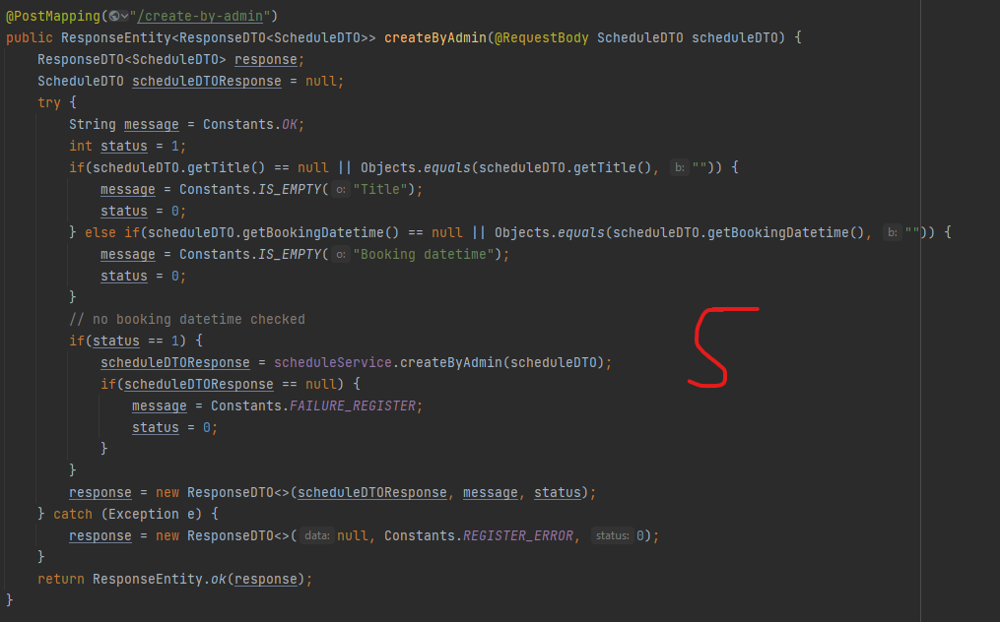 @PostMapping("/create-by-admin")
public ResponseEntity<ResponseDTO<ScheduleDTO>> createByAdmin(@RequestBody ScheduleDTO scheduleDTO) {
    ResponseDTO<ScheduleDTO> response;
    ScheduleDTO scheduleDTOResponse = null;
    try {
        String message = Constants.OK;
        int status = 1;
        if(scheduleDTO.getTitle() == null || Objects.equals(scheduleDTO.getTitle(), b: "")) {
            message = Constants.IS_EMPTY( o: "Title");
            status = 0;
        } else if(scheduleDTO.getBookingDatetime() == null || Objects.equals(scheduleDTO.getBookingDatetime(), b: "")) {
            message = Constants.IS_EMPTY( o: "Booking datetime");
            status = 0;
        }
        // no booking datetime checked
        if(status == 1) {
            scheduleDTOResponse = scheduleService.createByAdmin(scheduleDTO);
            if(scheduleDTOResponse == null) {
                message = Constants.FAILURE_REGISTER;
                status = 0;
            }
        }
        response = new ResponseDTO<>(scheduleDTOResponse, message, status);
    } catch (Exception e) {
        response = new ResponseDTO<>( data: null, Constants.REGISTER_ERROR, status: 0);
    }
    return ResponseEntity.ok(response);
}
5